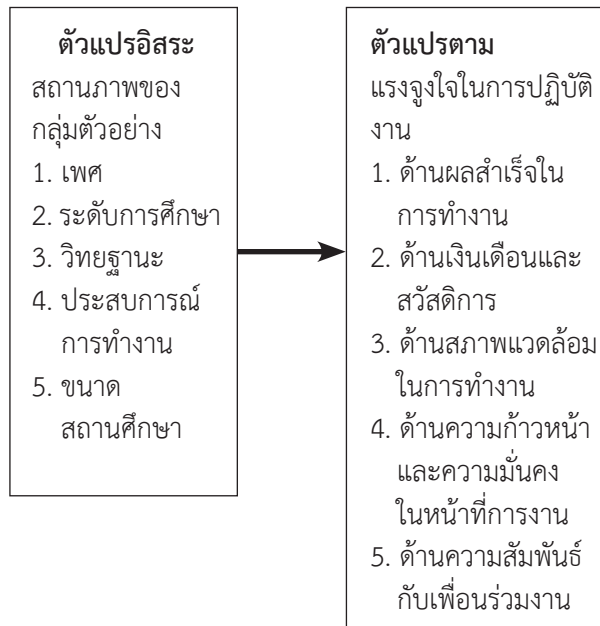 ตัวแปรอิสระ
สถานภาพของ
กลุ่มตัวอย่าง
1. เพศ
2. ระดับการศึกษา
3. วิทยฐานะ
4. ประสบการณ์
การทำงาน
5. ขนาด
สถานศึกษา
ตัวแปรตาม
แรงจูงใจในการปฏิบัติ
งาน
1. ด้านผลสำเร็จใน
การทำงาน
2. ด้านเงินเดือนและ
สวัสดิการ
3. ด้านสภาพแวดล้อม
ในการทำงาน
4. ด้านความก้าวหน้า
และความมั่นคง
ในหน้าที่การงาน
5. ด้านความสัมพันธ์
กับเพื่อนร่วมงาน